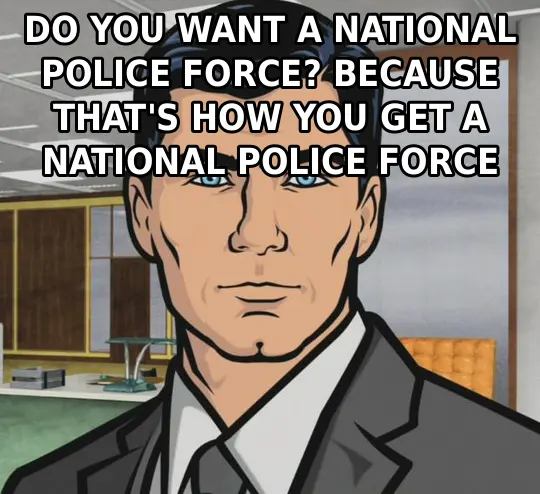 DO YOU WANT A NATIONAL
POLICE FORCE? BECAUSE
THAT'S HOW YOU GET A
NATIONAL POLICE FORCE